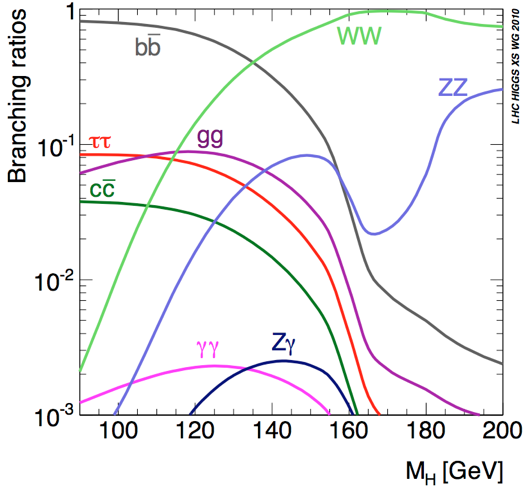 Branching ratios
LHC HIGGS XS WG 2010
1
10⁻¹
10⁻²
10⁻³
bb̅
WW
ZZ
ττ
gg
cc̅
γγ
Zγ
100 120 140 160 180 200
M_H [GeV]